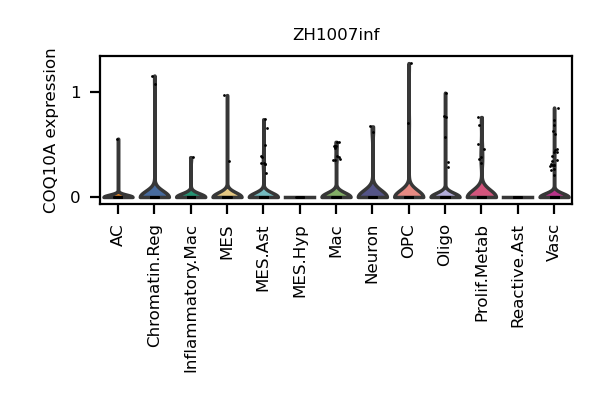 ZH1007inf
COQ10A expression
1
0
AC
Chromatin.Reg
Inflammatory.Mac
MES
MES.Ast
MES.Hyp
Mac
Neuron
OPC
Oligo
Prolif.Metab
Reactive.Ast
Vasc